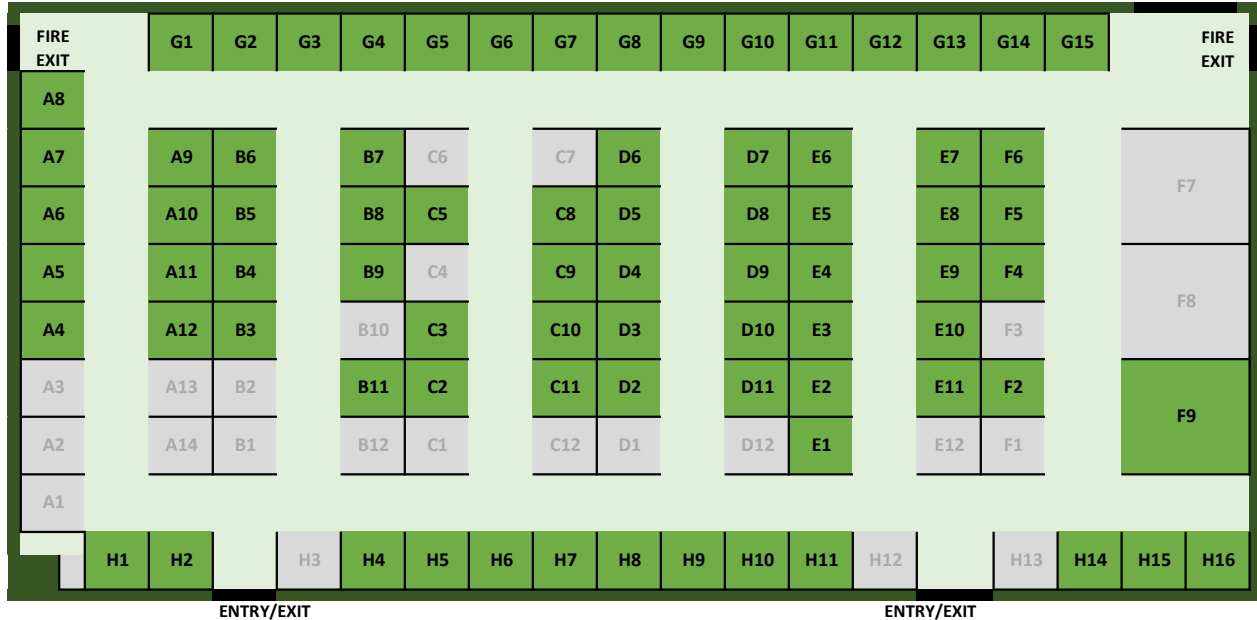 FIRE EXIT G1 G2 G3 G4 G5 G6 G7 G8 G9 G10 G11 G12 G13 G14 G15 FIRE EXIT
A8
A7 A9 B6 B7 C6 C7 D6 D7 E6 E7 F6 F7
A6 A10 B5 B8 C5 C8 D5 D8 E5 E8 F5
A5 A11 B4 B9 C4 C9 D4 D9 E4 E9 F4 F8
A4 A12 B3 B10 C3 C10 D3 D10 E3 E10 F3
A3 A13 B2 B11 C2 C11 D2 D11 E2 E11 F2 F9
A2 A14 B1 B12 C1 C12 D1 D12 E1 E12 F1
A1
H1 H2 H3 H4 H5 H6 H7 H8 H9 H10 H11 H12 H13 H14 H15 H16
ENTRY/EXIT ENTRY/EXIT